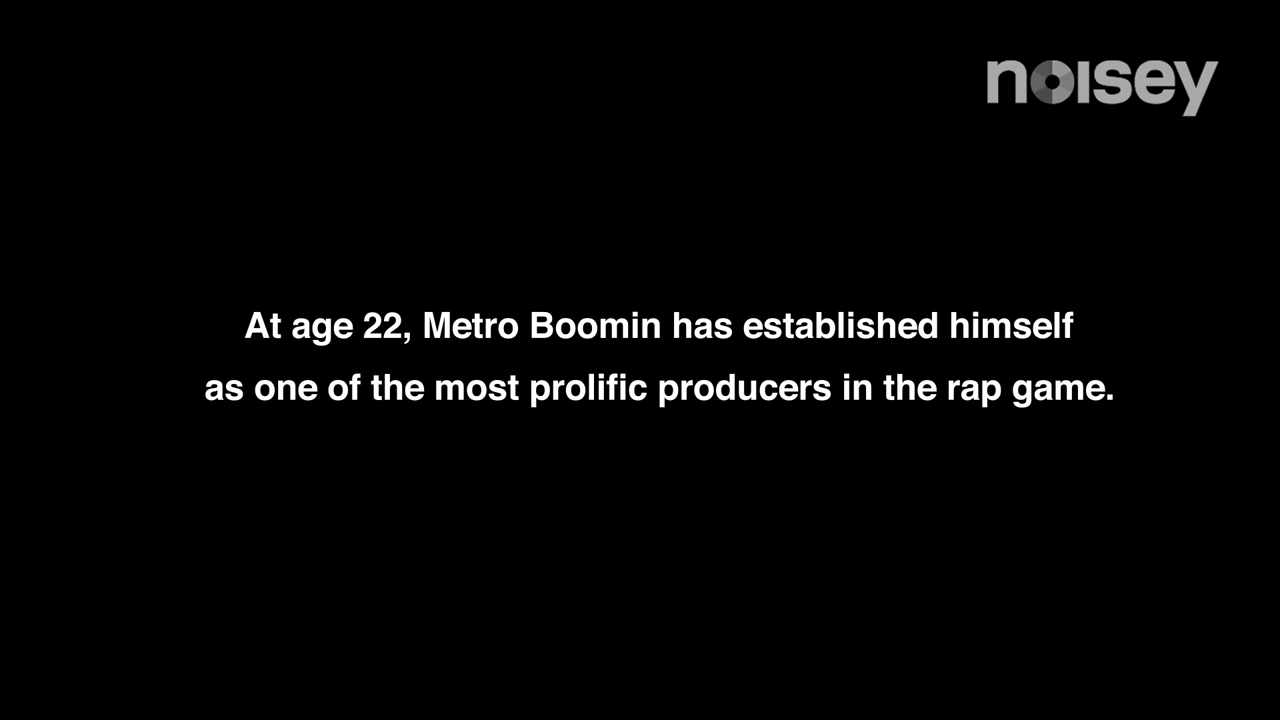 noisey
At age 22, Metro Boomin has established himself
as one of the most prolific producers in the rap game.